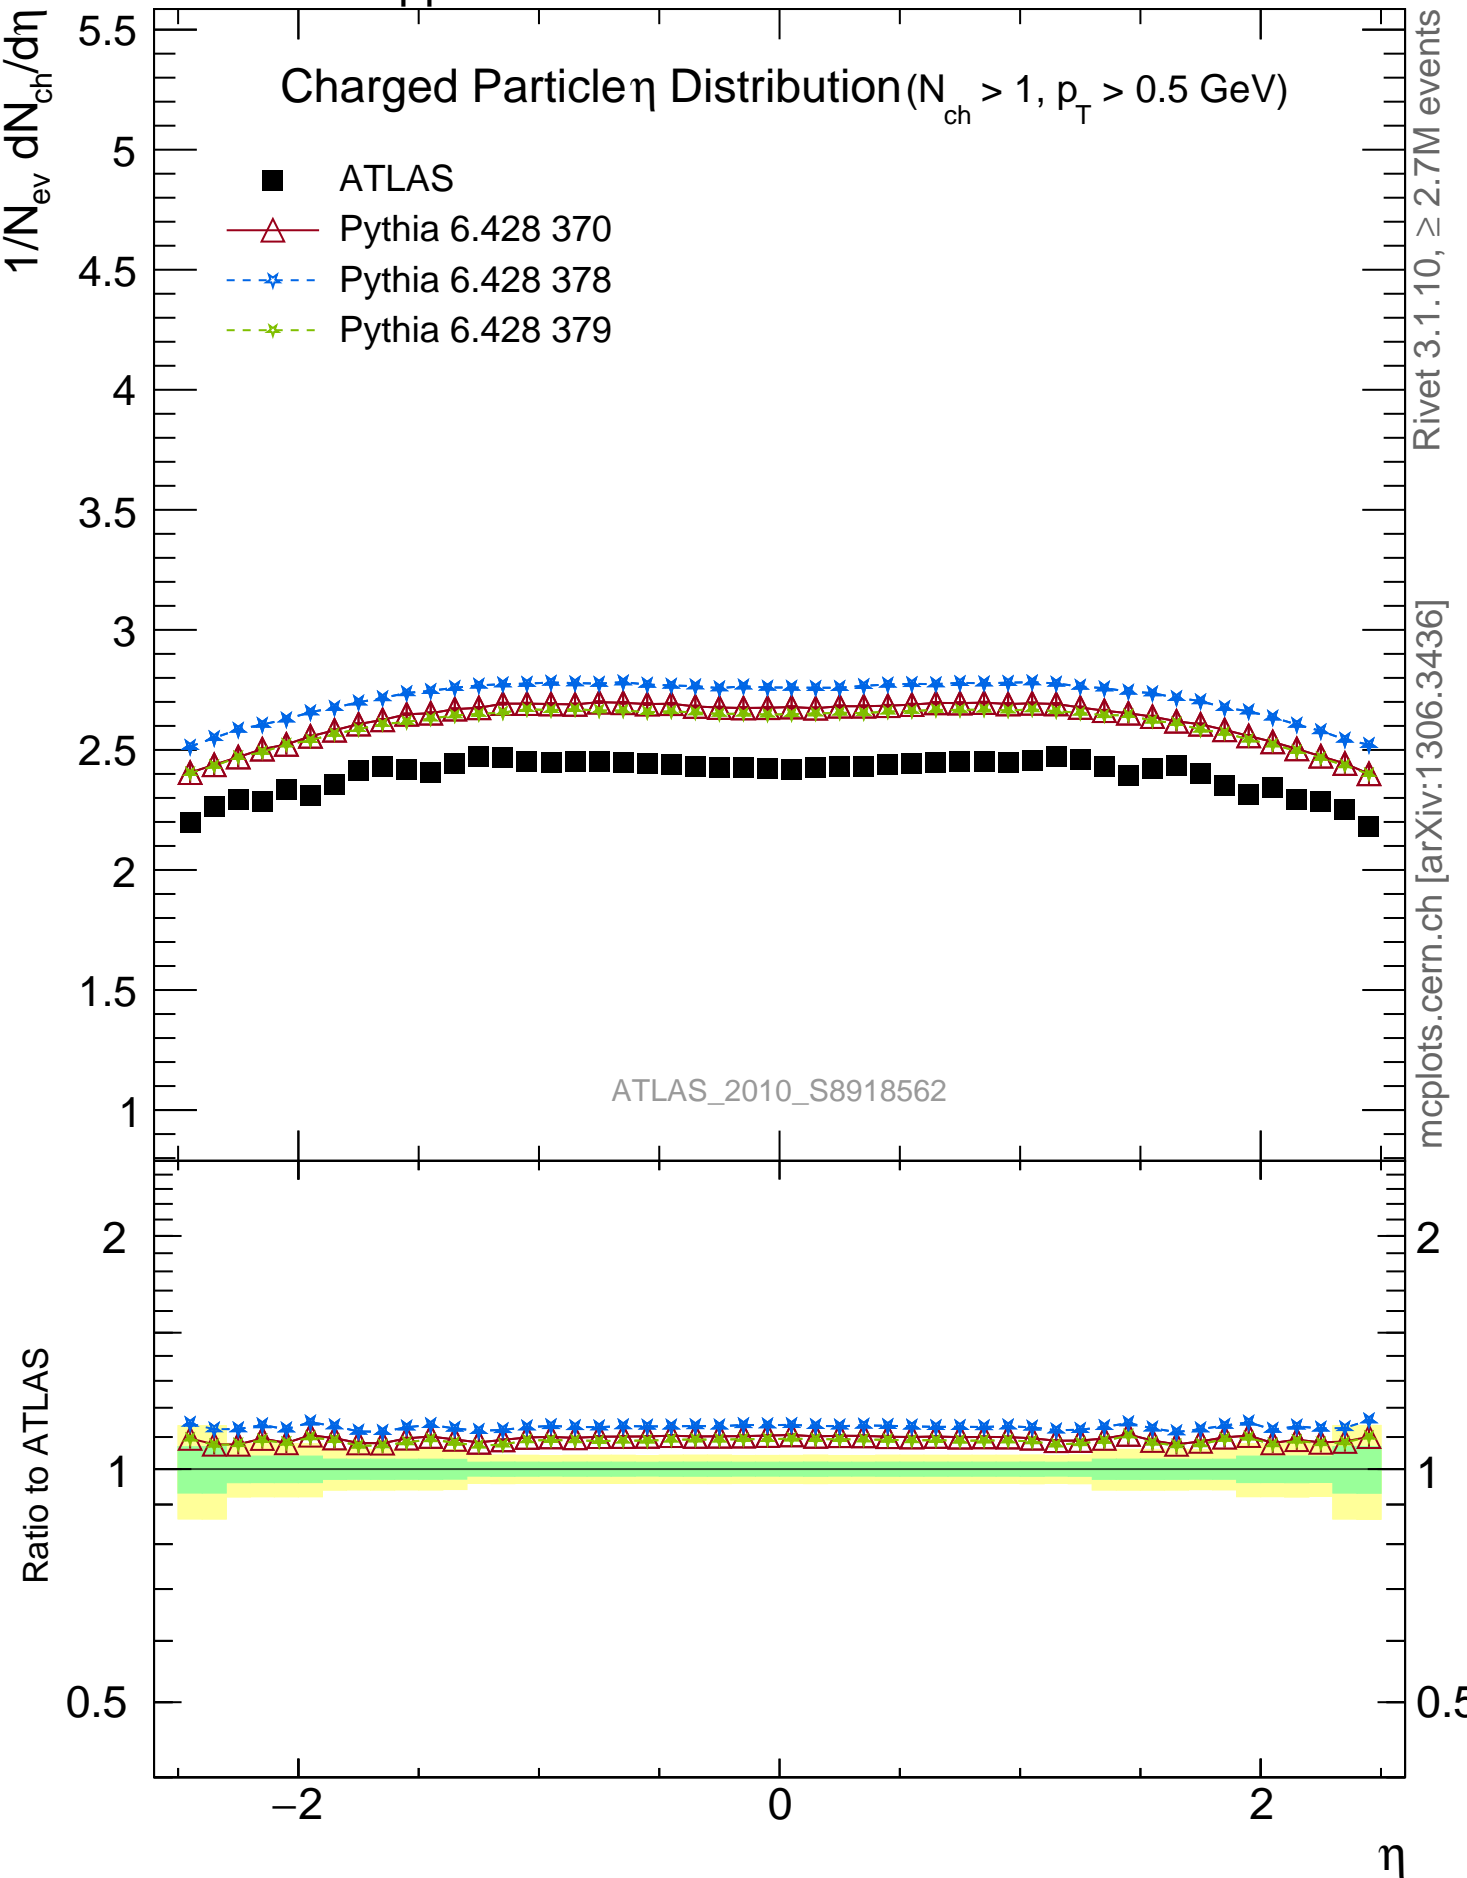 1/N_ev dN_ch/dη
Charged Particle η Distribution (N_ch > 1, p_T > 0.5 GeV)
ATLAS
Pythia 6.428 370
Pythia 6.428 378
Pythia 6.428 379
5.5
5
4.5
4
3.5
3
2.5
2
1.5
1
ATLAS_2010_S8918562
Rivet 3.1.10, ≥ 2.7M events
mcplots.cern.ch [arXiv:1306.3436]
Ratio to ATLAS
2
1
0.5
2
1
0.5
−2
0
2
η